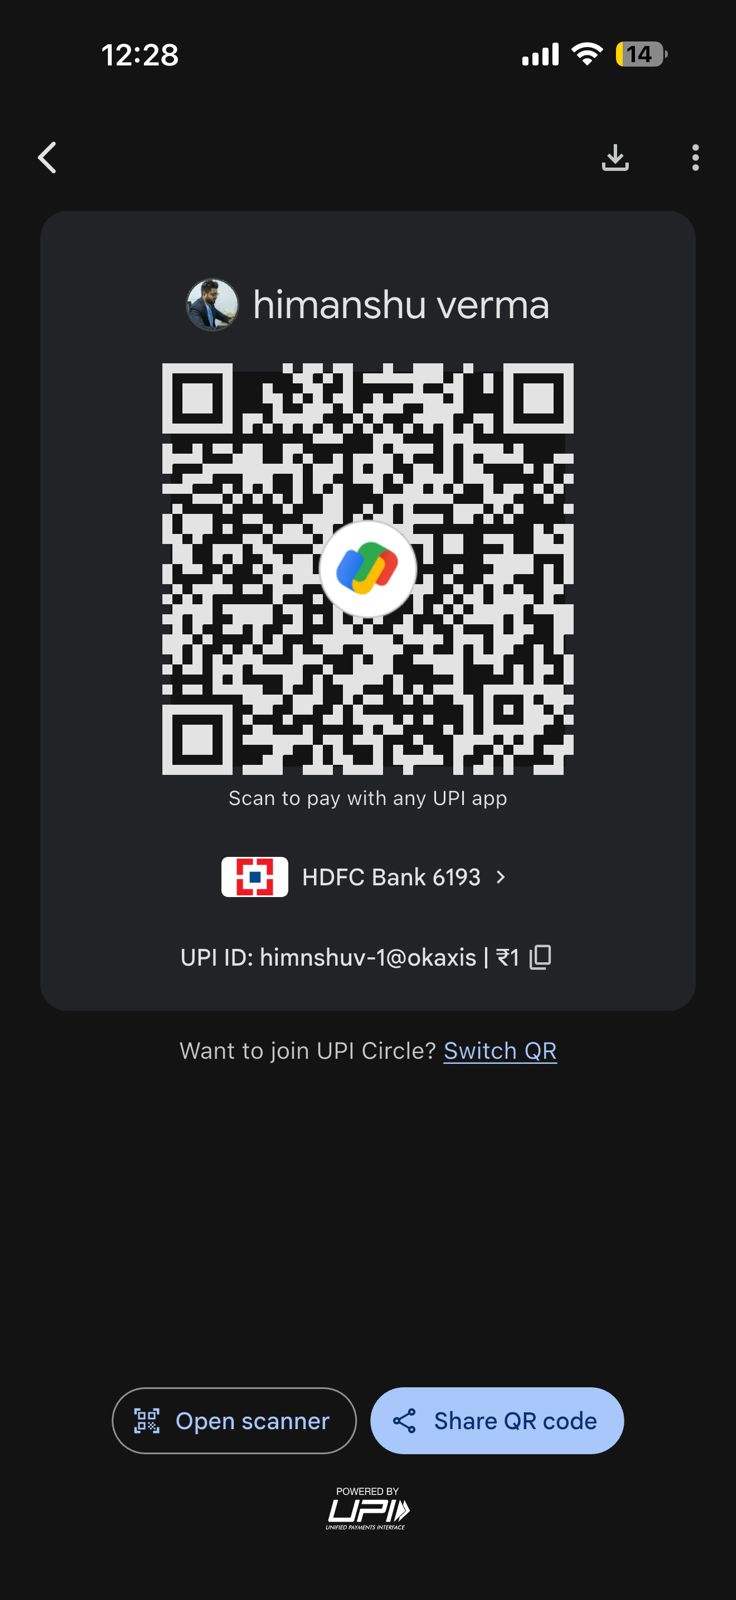 12:28
14
himanshu verma
Scan to pay with any UPI app
HDFC Bank 6193
UPI ID: himnshuv-1@okaxis | ₹1
Want to join UPI Circle? Switch QR
Open scanner
Share QR code
POWERED BY
UPI
UNIFIED PAYMENTS INTERFACE